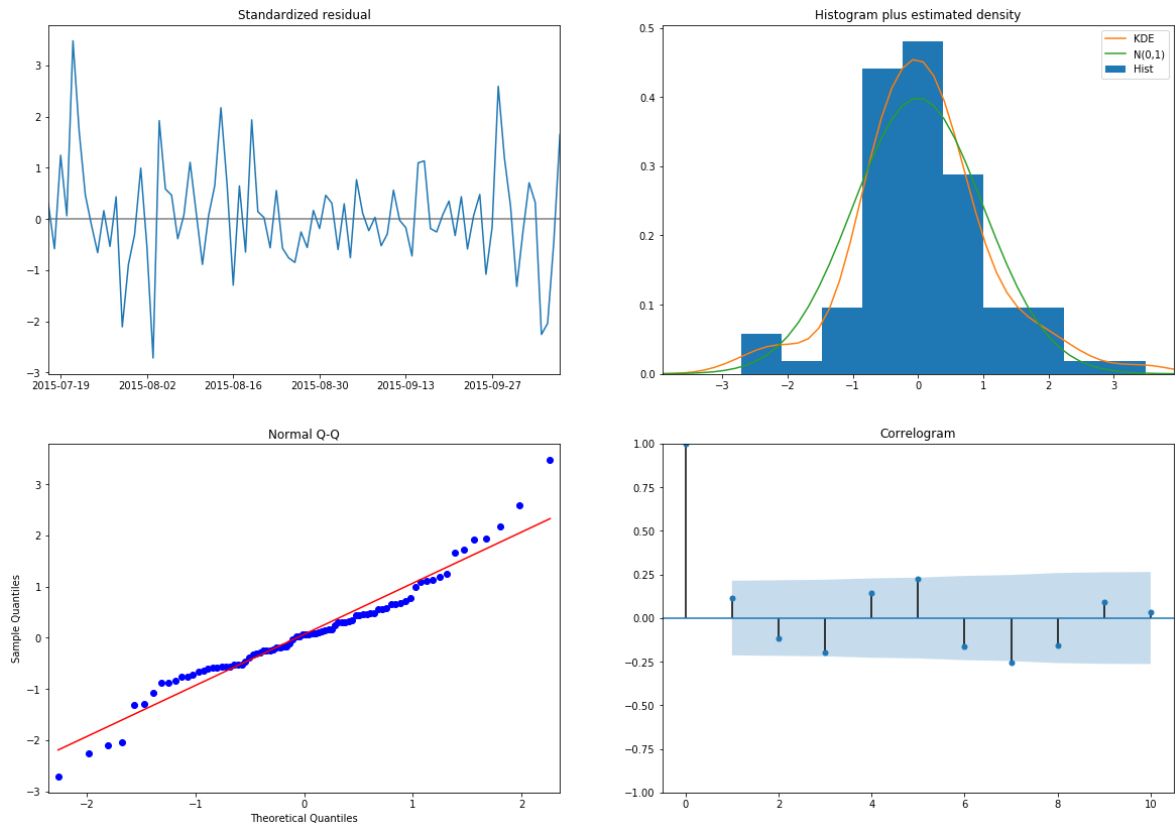 Standardized residual
3
2
1
0
−1
−2
−3
2015-07-19 2015-08-02 2015-08-16 2015-08-30 2015-09-13 2015-09-27
Histogram plus estimated density
KDE
N(0,1)
Hist
0.5
0.4
0.3
0.2
0.1
0.0
−3 −2 −1 0 1 2 3
Normal Q-Q
Sample Quantiles
3
2
1
0
−1
−2
−3
−2 −1 0 1 2
Theoretical Quantiles
Correlogram
1.00
0.75
0.50
0.25
0.00
−0.25
−0.50
−0.75
−1.00
0 2 4 6 8 10